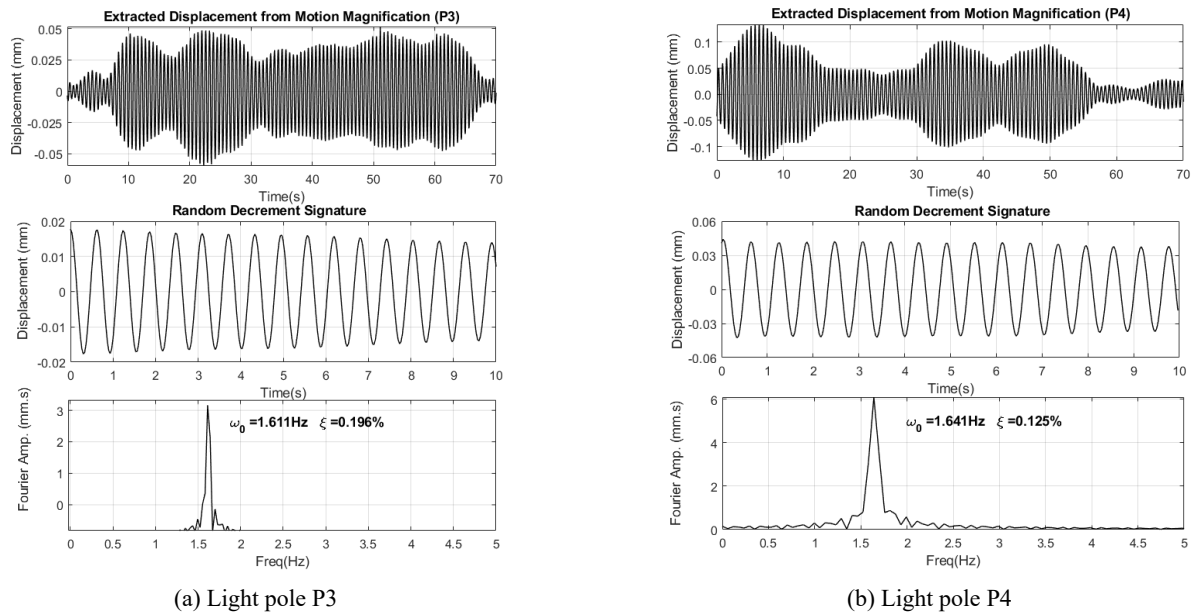 Extracted Displacement from Motion Magnification (P3)
0.05
0.025
0
-0.025
-0.05
Displacement (mm)
0 10 20 30 40 50 60 70
Time(s)
Random Decrement Signature
0.02
0.01
0
-0.01
-0.02
Displacement (mm)
0 1 2 3 4 5 6 7 8 9 10
Time(s)
3
2
1
0
Fourier Amp. (mm.s)
ω0 =1.611Hz ξ =0.196%
0 0.5 1 1.5 2 2.5 3 3.5 4 4.5 5
Freq(Hz)
(a) Light pole P3
Extracted Displacement from Motion Magnification (P4)
0.1
0.05
0.0
-0.05
-0.1
Displacement (mm)
0 10 20 30 40 50 60 70
Time(s)
Random Decrement Signature
0.06
0.03
0
-0.03
-0.06
Displacement (mm)
0 1 2 3 4 5 6 7 8 9 10
Time(s)
6
4
2
0
Fourier Amp. (mm.s)
ω0 =1.641Hz ξ =0.125%
0 0.5 1 1.5 2 2.5 3 3.5 4 4.5 5
Freq(Hz)
(b) Light pole P4